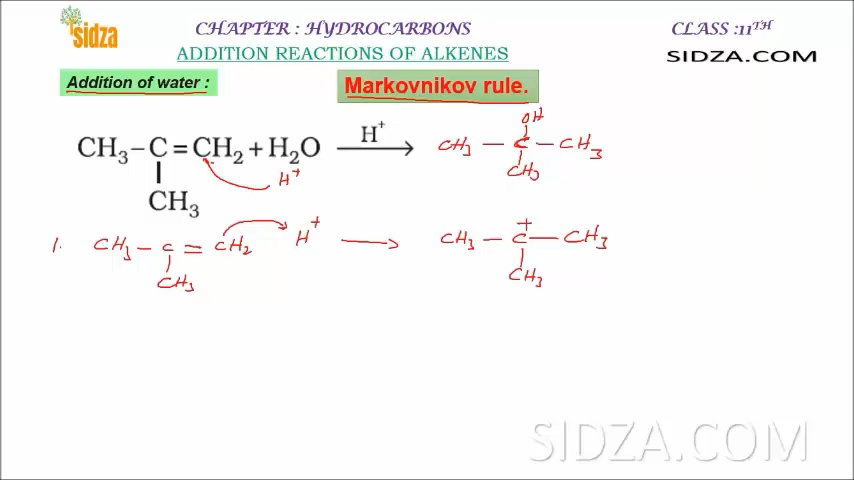 sidza
CHAPTER : HYDROCARBONS
CLASS :11TH
ADDITION REACTIONS OF ALKENES
SIDZA.COM
Addition of water :
Markovnikov rule.
OH
CH3 – C = CH2 + H2O H+ CH3 – C – CH3
CH3
H+
CH3
1. CH3 – C = CH2 H+ CH3 – C+ – CH3
CH3 CH3
SIDZA.COM